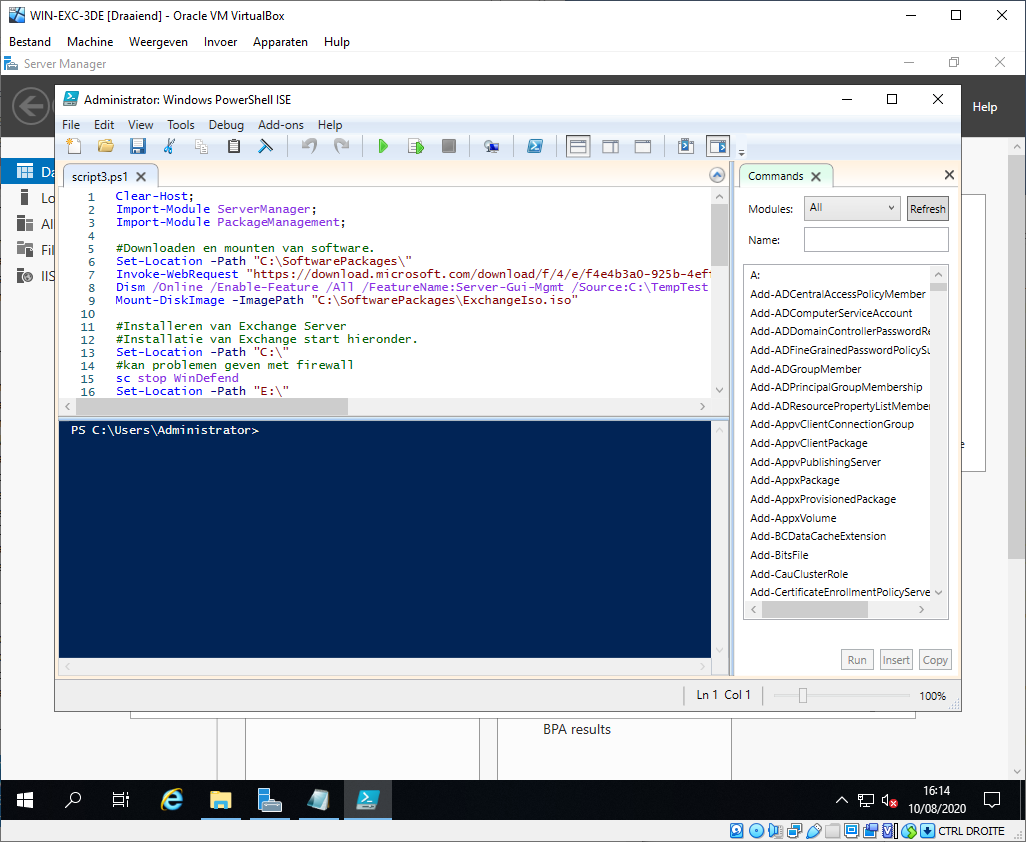 WIN-EXC-3DE [Draaiend] - Oracle VM VirtualBox
Bestand Machine Weergeven Invoer Apparaten Hulp
Server Manager
Help
Administrator: Windows PowerShell ISE
File Edit View Tools Debug Add-ons Help
script3.ps1
1 Clear-Host;
2 Import-Module ServerManager;
3 Import-Module PackageManagement;
4
5 #Downloaden en mounten van software.
6 Set-Location -Path "C:\SoftwarePackages\"
7 Invoke-WebRequest "https://download.microsoft.com/download/f/4/e/f4e4b3a0-925b-4eff
8 Dism /Online /Enable-Feature /All /FeatureName:Server-Gui-Mgmt /Source:C:\TempTest
9 Mount-DiskImage -ImagePath "C:\SoftwarePackages\ExchangeIso.iso"
10
11 #Installeren van Exchange Server
12 #Installatie van Exchange start hieronder.
13 Set-Location -Path "C:\"
14 #kan problemen geven met firewall
15 sc stop WinDefend
16 Set-Location -Path "E:\"
PS C:\Users\Administrator>
Commands
Modules: All Refresh
Name:
A:
Add-ADCentralAccessPolicyMember
Add-ADComputerServiceAccount
Add-ADDomainControllerPasswordRe
Add-ADFineGrainedPasswordPolicySu
Add-ADGroupMember
Add-ADPrincipalGroupMembership
Add-ADResourcePropertyListMember
Add-AppvClientConnectionGroup
Add-AppvClientPackage
Add-AppvPublishingServer
Add-AppxPackage
Add-AppxProvisionedPackage
Add-AppxVolume
Add-BCDataCacheExtension
Add-BitsFile
Add-CauClusterRole
Add-CertificateEnrollmentPolicyServe
Run Insert Copy
Ln 1 Col 1 100%
Da
Lo
Al
Fil
IIS
e
BPA results
16:14
10/08/2020
CTRL DROITE